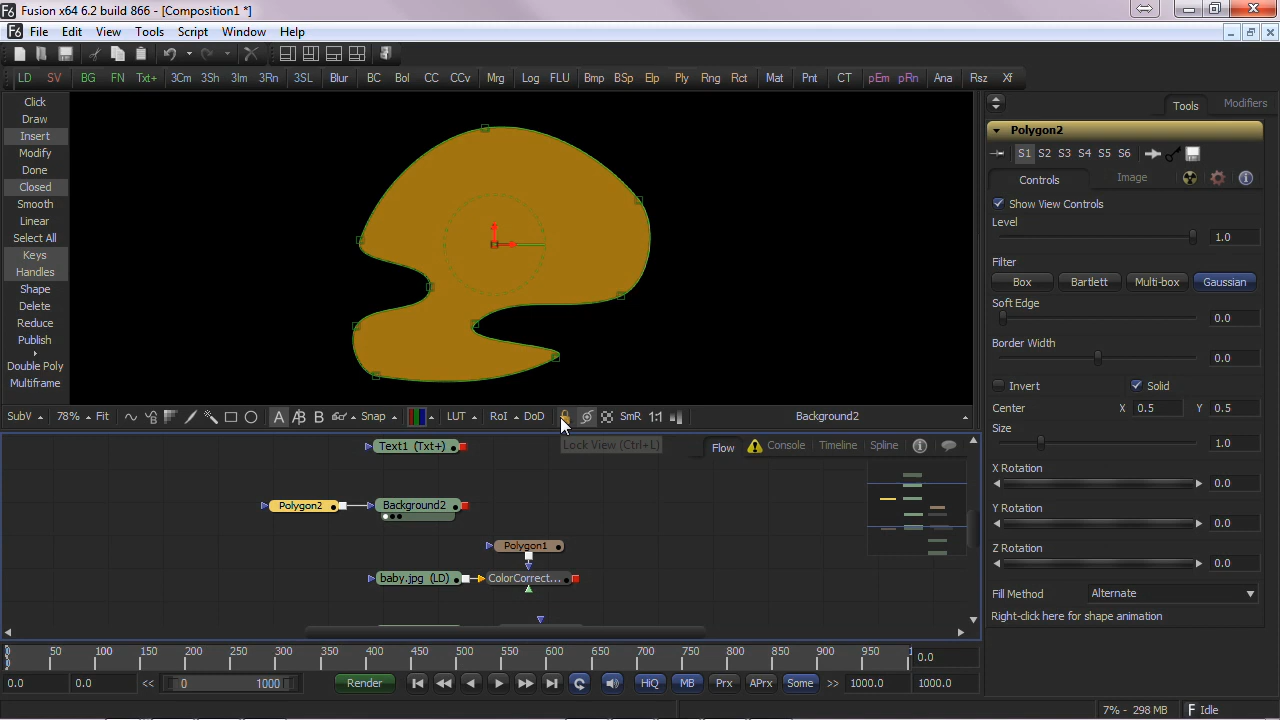 Fusion x64 6.2 build 866 - [Composition1 *]
File Edit View Tools Script Window Help
LD SV BG FN Txt+ 3Cm 3Sh 3Im 3Rn 3SL Blur BC Bol CC CCv Mrg Log FLU Bmp BSp Elp Ply Rng Rct Mat Pnt CT pEm pRn Ana Rsz Xf
Click
Draw
Insert
Modify
Done
Closed
Smooth
Linear
Select All
Keys
Handles
Shape
Delete
Reduce
Publish
Double Poly
Multiframe
Tools Modifiers
Polygon2
S1 S2 S3 S4 S5 S6
Controls Image
Show View Controls
Level
1.0
Filter
Box Bartlett Multi-box Gaussian
Soft Edge
0.0
Border Width
0.0
Invert Solid
Center X 0.5 Y 0.5
Size
1.0
X Rotation
0.0
Y Rotation
0.0
Z Rotation
0.0
Fill Method Alternate
Right-click here for shape animation
SubV 78% Fit A B Snap LUT RoI DoD SmR 1:1 Background2
Lock View (Ctrl+L)
Flow Console Timeline Spline
Text1 (Txt+)
Polygon2 Background2
Polygon1
baby.jpg (LD) ColorCorrect...
0 50 100 150 200 250 300 350 400 450 500 550 600 650 700 750 800 850 900 950 1 0.0
0.0 0.0 << 0 1000 Render HiQ MB Prx APrx Some >> 1000.0 1000.0
7% - 298 MB Idle